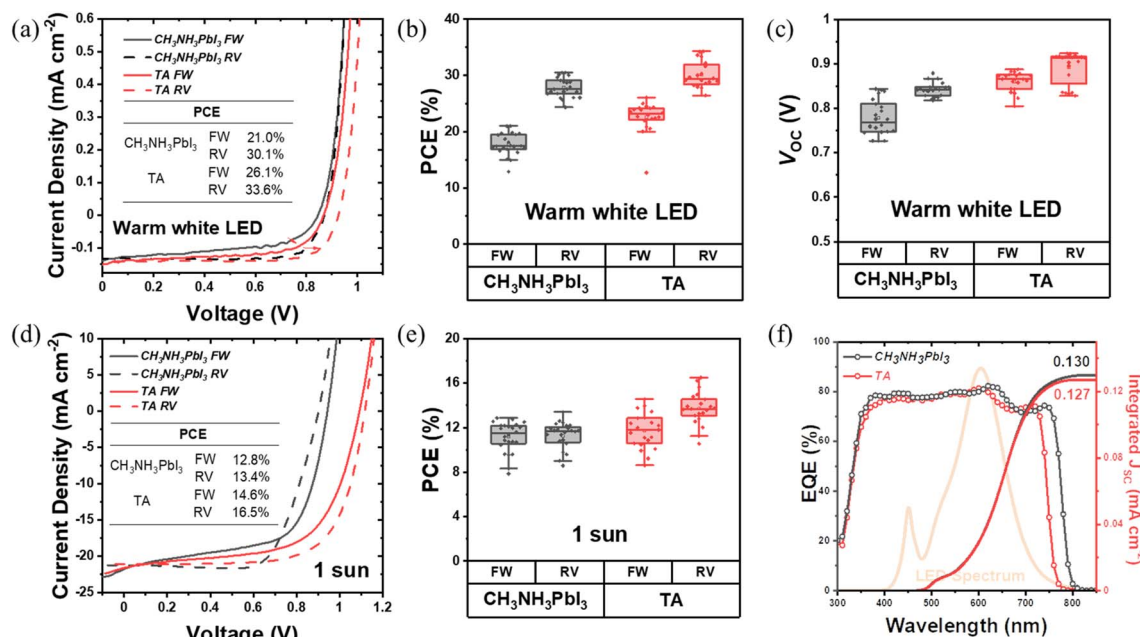 (a)
CH₃NH₃PbI₃ FW
CH₃NH₃PbI₃ RV
TA FW
TA RV
PCE
CH₃NH₃PbI₃ FW 21.0%
RV 30.1%
TA FW 26.1%
RV 33.6%
Warm white LED
0.6
0.5
0.4
0.3
0.2
0.1
0
-0.1
-0.2
Current Density (mA cm⁻²)
0 0.2 0.4 0.6 0.8 1
Voltage (V)
(b)
40
30
20
10
0
PCE (%)
Warm white LED
FW RV FW RV
CH₃NH₃PbI₃ TA
(c)
1
0.9
0.8
0.7
0.6
0.5
V_OC (V)
Warm white LED
FW RV FW RV
CH₃NH₃PbI₃ TA
(d)
CH₃NH₃PbI₃ FW
CH₃NH₃PbI₃ RV
TA FW
TA RV
PCE
CH₃NH₃PbI₃ FW 12.8%
RV 13.4%
TA FW 14.6%
RV 16.5%
1 sun
10
5
0
-5
-10
-15
-20
-25
Current Density (mA cm⁻²)
0 0.2 0.4 0.6 0.8 1 1.2
Voltage (V)
(e)
20
18
16
14
12
10
8
6
4
2
0
PCE (%)
1 sun
FW RV FW RV
CH₃NH₃PbI₃ TA
(f)
CH₃NH₃PbI₃
TA
0.130
0.127
LED Spectrum
100
80
60
40
20
0
EQE (%)
0.12
0.08
0.04
0.00
Integrated J_SC (mA cm⁻²)
300 400 500 600 700 800
Wavelength (nm)